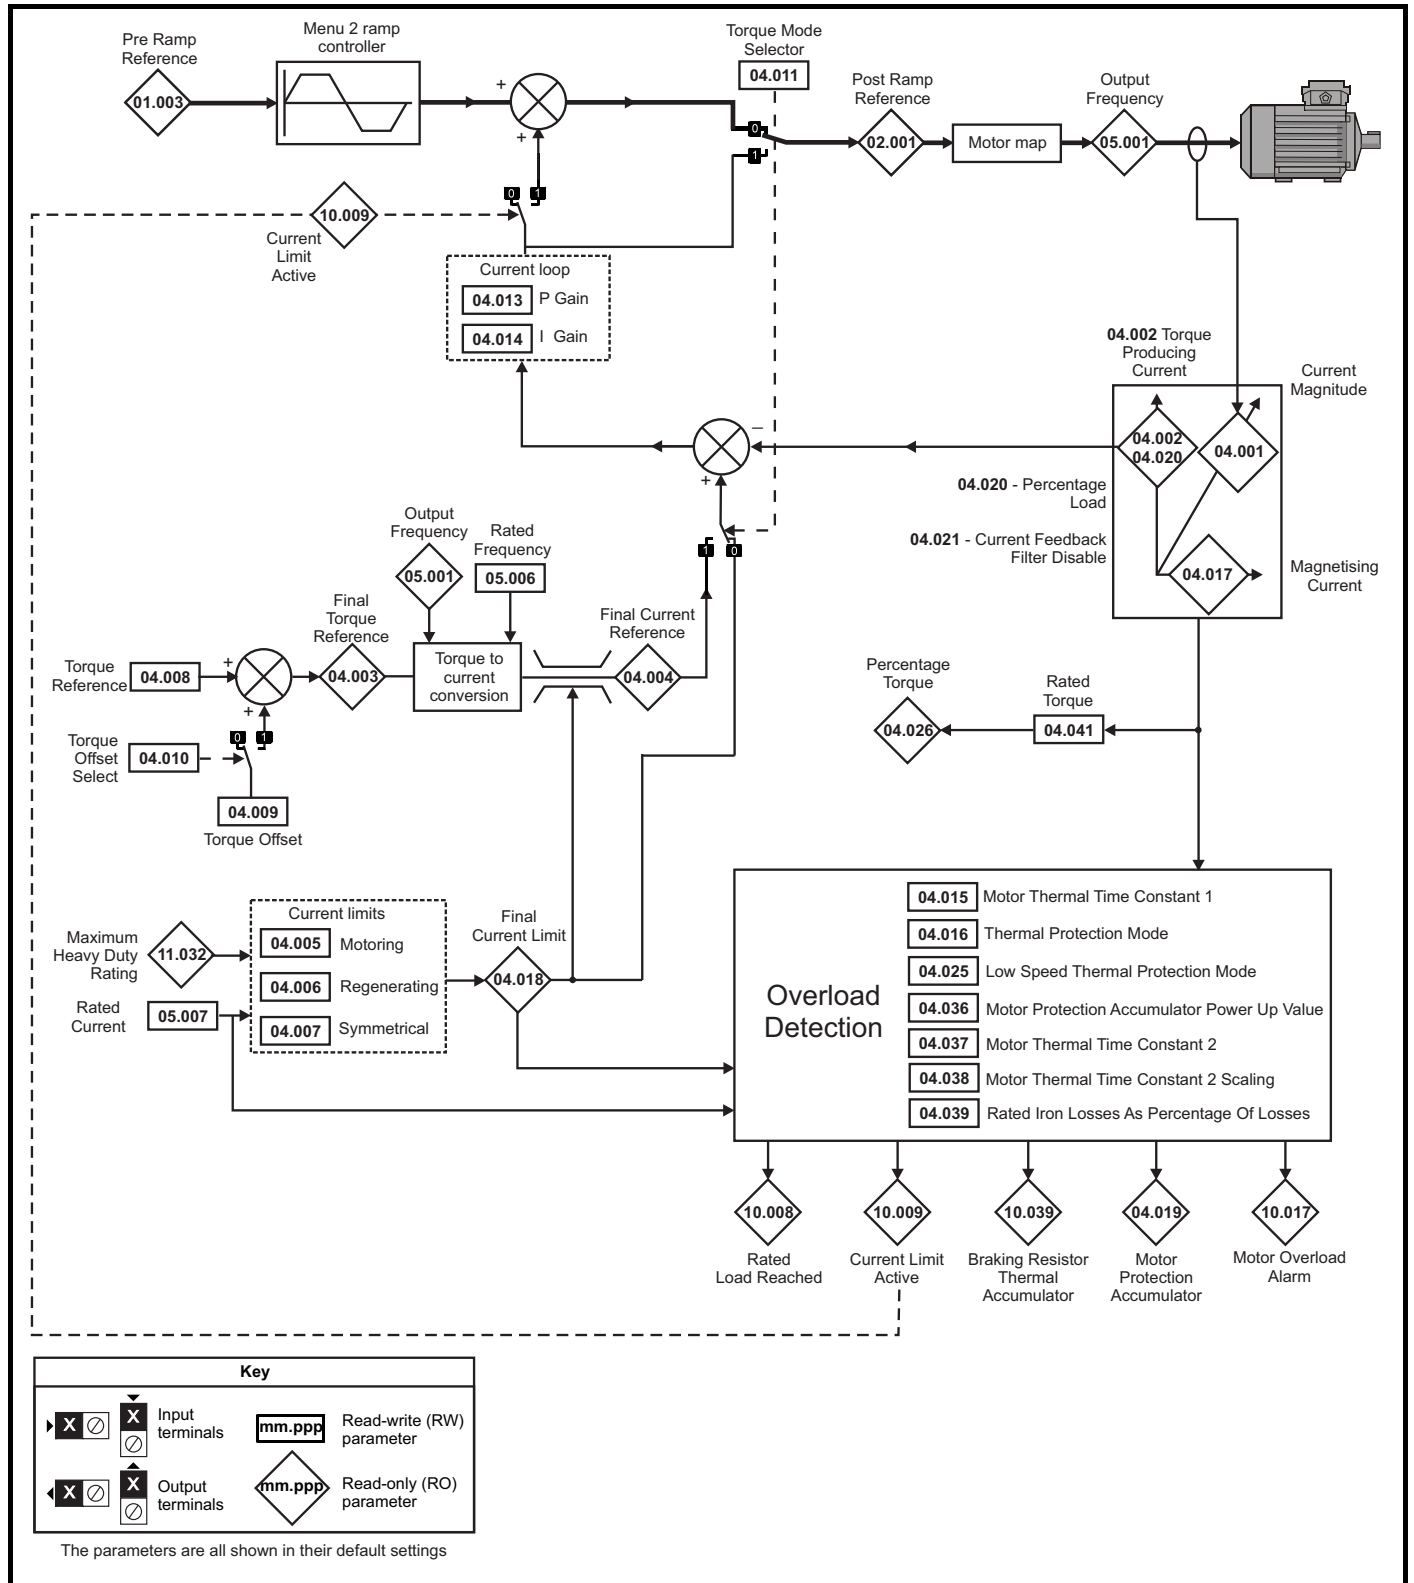 Pre Ramp
Reference
01.003
Menu 2 ramp
controller
+
+
0
1
Torque Mode
Selector
04.011
0
1
Post Ramp
Reference
02.001
Motor map
Output
Frequency
05.001
10.009
Current
Limit
Active
Current loop
04.013 P Gain
04.014 I Gain
04.002 Torque
Producing
Current
Current
Magnitude
04.002
04.020
04.001
04.017
Magnetising
Current
04.020 - Percentage
Load
04.021 - Current Feedback
Filter Disable
–
+
1
0
Output
Frequency
05.001
Rated
Frequency
05.006
Final
Torque
Reference
04.003
Torque to
current
conversion
Final Current
Reference
04.004
Torque
Reference
04.008
+
+
0
1
Torque
Offset
Select
04.010
04.009
Torque Offset
Percentage
Torque
04.026
Rated
Torque
04.041
Maximum
Heavy Duty
Rating
11.032
Rated
Current
05.007
Current limits
04.005 Motoring
04.006 Regenerating
04.007 Symmetrical
Final
Current Limit
04.018
Overload
Detection
04.015 Motor Thermal Time Constant 1
04.016 Thermal Protection Mode
04.025 Low Speed Thermal Protection Mode
04.036 Motor Protection Accumulator Power Up Value
04.037 Motor Thermal Time Constant 2
04.038 Motor Thermal Time Constant 2 Scaling
04.039 Rated Iron Losses As Percentage Of Losses
10.008
Rated
Load Reached
10.009
Current Limit
Active
10.039
Braking Resistor
Thermal
Accumulator
04.019
Motor
Protection
Accumulator
10.017
Motor Overload
Alarm
Key
X
X
Input
terminals
mm.ppp
Read-write (RW)
parameter
X
X
Output
terminals
mm.ppp
Read-only (RO)
parameter
The parameters are all shown in their default settings